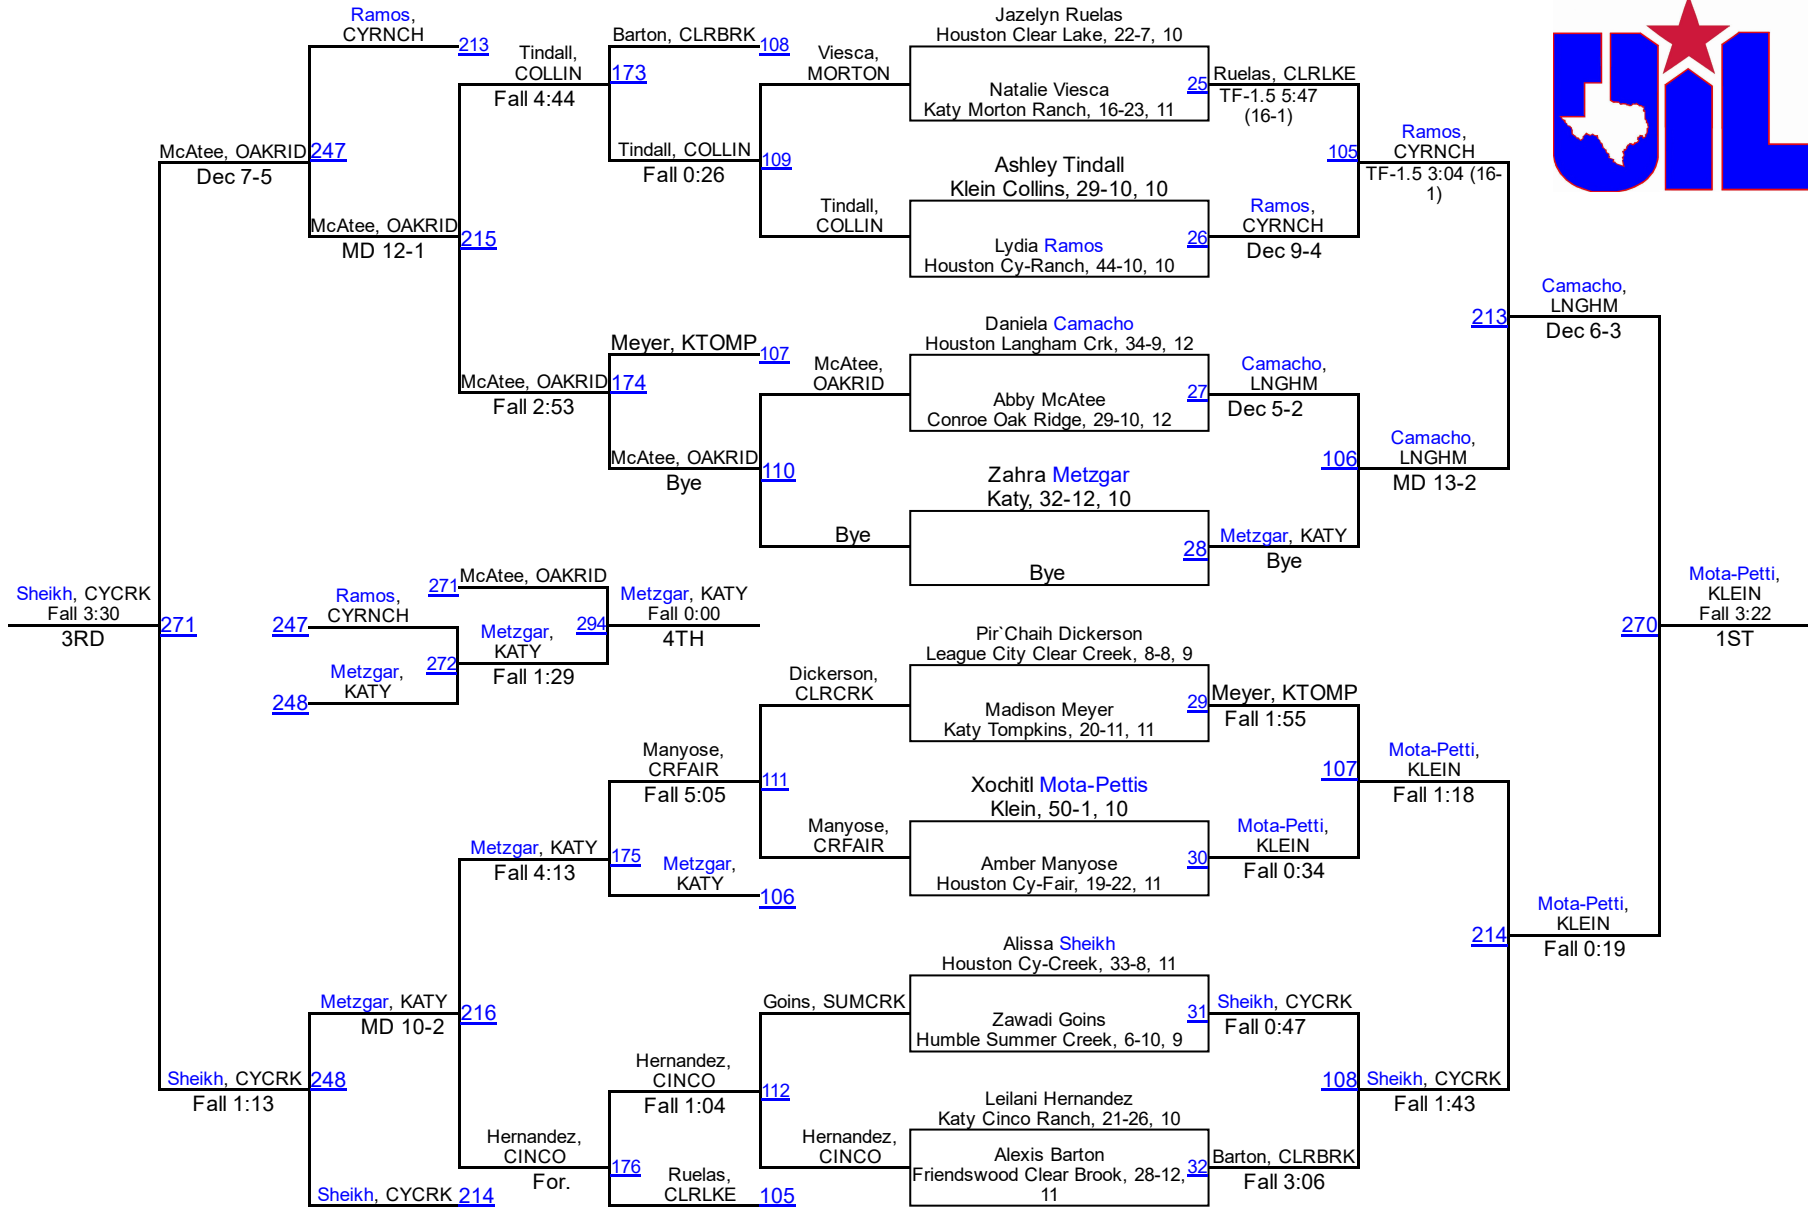 Ramos,
CYRNCH
213
McAtee, OAKRID
247
Dec 7-5
McAtee, OAKRID
MD 12-1
215
Tindall,
COLLIN
Fall 4:44
173
Barton, CLRBRK
108
Tindall, COLLIN
Fall 0:26
109
Viesca,
MORTON
Tindall,
COLLIN
Jazelyn Ruelas
Houston Clear Lake, 22-7, 10
Natalie Viesca
Katy Morton Ranch, 16-23, 11
25
Ashley Tindall
Klein Collins, 29-10, 10
Lydia Ramos
Houston Cy-Ranch, 44-10, 10
26
Ruelas, CLRLKE
TF-1.5 5:47
(16-1)
105
Ramos,
CYRNCH
Dec 9-4
Ramos,
CYRNCH
TF-1.5 3:04 (16-
1)
UIL
McAtee, OAKRID
Fall 2:53
174
Meyer, KTOMP
107
McAtee, OAKRID
Bye
110
McAtee,
OAKRID
Bye
Daniela Camacho
Houston Langham Crk, 34-9, 12
Abby McAtee
Conroe Oak Ridge, 29-10, 12
27
Zahra Metzgar
Katy, 32-12, 10
Bye
28
Camacho,
LNGHM
Dec 5-2
106
Metzgar, KATY
Bye
Camacho,
LNGHM
MD 13-2
213
Camacho,
LNGHM
Dec 6-3
Sheikh, CYCRK
Fall 3:30
3RD
271
247
Ramos,
CYRNCH
248
Metzgar,
KATY
272
271
McAtee, OAKRID
Metzgar,
KATY
Fall 1:29
294
Metzgar, KATY
Fall 0:00
4TH
270
Mota-Petti,
KLEIN
Fall 3:22
1ST
Manyose,
CRFAIR
Fall 5:05
111
Dickerson,
CLRCRK
Manyose,
CRFAIR
Pir`Chaih Dickerson
League City Clear Creek, 8-8, 9
Madison Meyer
Katy Tompkins, 20-11, 11
29
Xochitl Mota-Pettis
Klein, 50-1, 10
Amber Manyose
Houston Cy-Fair, 19-22, 11
30
Meyer, KTOMP
Fall 1:55
107
Mota-Petti,
KLEIN
Fall 0:34
Mota-Petti,
KLEIN
Fall 1:18
Metzgar, KATY
Fall 4:13
175
Metzgar,
KATY
106
Metzgar, KATY
MD 10-2
216
Sheikh, CYCRK
Fall 1:13
248
Sheikh, CYCRK
214
Hernandez,
CINCO
For.
176
Hernandez,
CINCO
Fall 1:04
112
Ruelas,
CLRLKE
105
Goins, SUMCRK
Hernandez,
CINCO
Alissa Sheikh
Houston Cy-Creek, 33-8, 11
Zawadi Goins
Humble Summer Creek, 6-10, 9
31
Leilani Hernandez
Katy Cinco Ranch, 21-26, 10
Alexis Barton
Friendswood Clear Brook, 28-12,
11
32
Sheikh, CYCRK
Fall 0:47
108
Barton, CLRBRK
Fall 3:06
Sheikh, CYCRK
Fall 1:43
214
Mota-Petti,
KLEIN
Fall 0:19